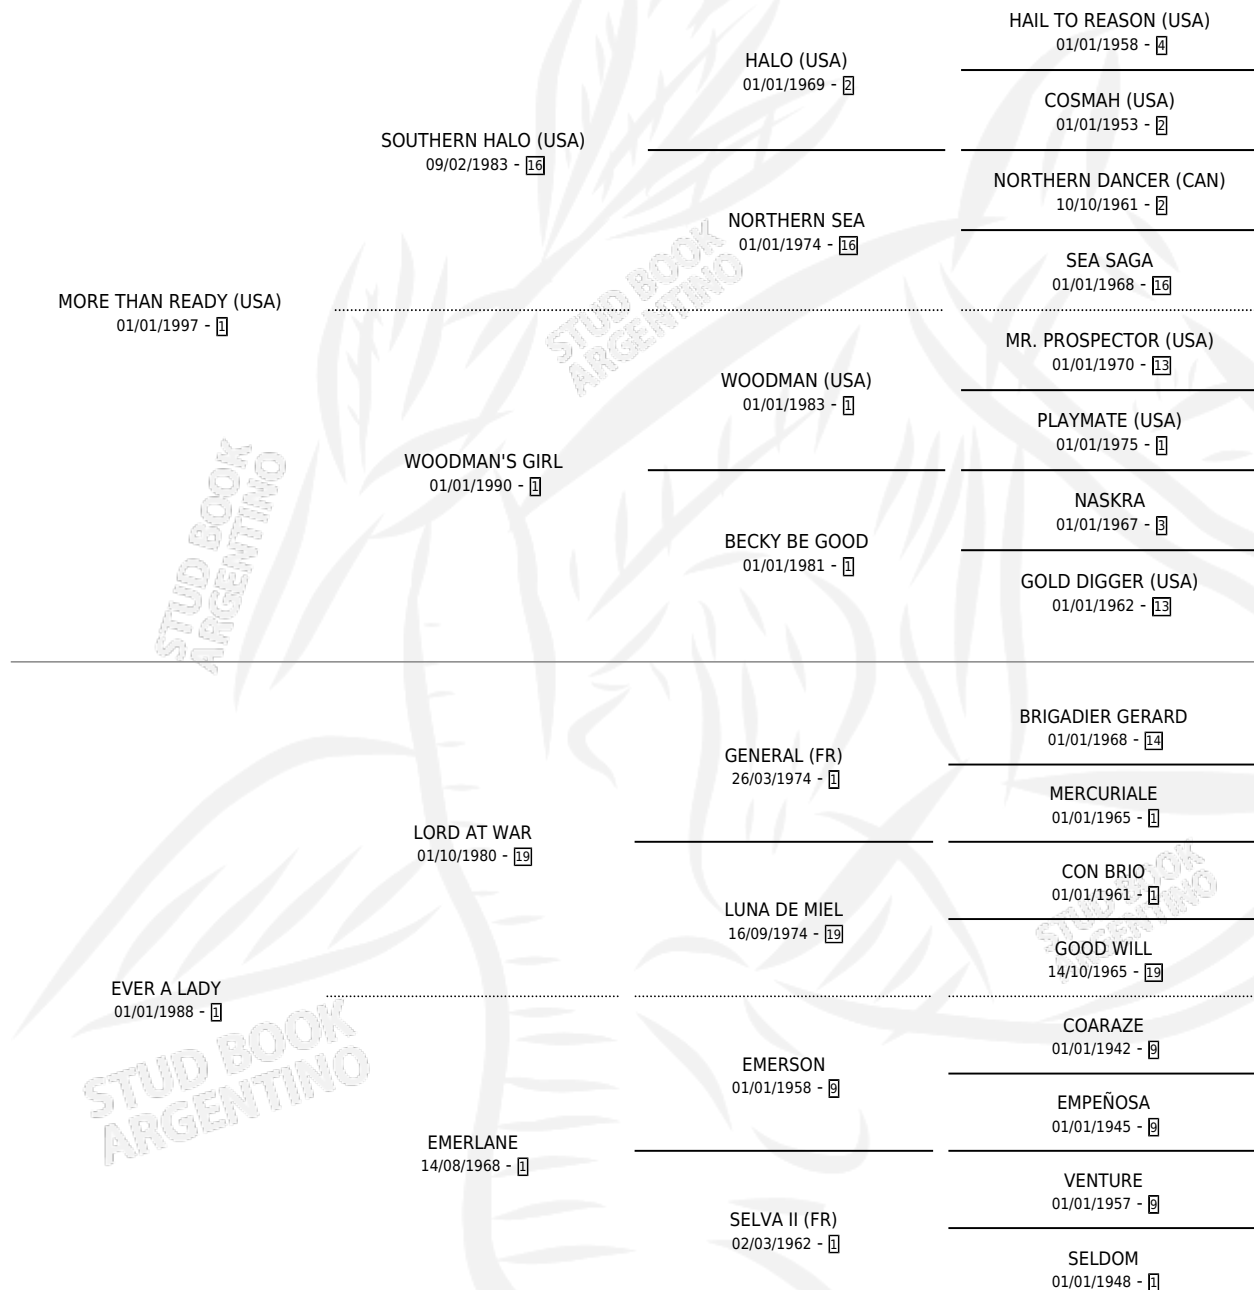 HAIL TO REASON (USA)
01/01/1958 - 4
HALO (USA)
01/01/1969 - 2
COSMAH (USA)
01/01/1953 - 2
SOUTHERN HALO (USA)
09/02/1983 - 16
NORTHERN DANCER (CAN)
10/10/1961 - 2
NORTHERN SEA
01/01/1974 - 16
SEA SAGA
01/01/1968 - 16
MORE THAN READY (USA)
01/01/1997 - 1
STUD BOOK
ARGENTINO
MR. PROSPECTOR (USA)
01/01/1970 - 13
WOODMAN (USA)
01/01/1983 - 1
PLAYMATE (USA)
01/01/1975 - 1
WOODMAN'S GIRL
01/01/1990 - 1
NASKRA
01/01/1967 - 3
BECKY BE GOOD
01/01/1981 - 1
GOLD DIGGER (USA)
01/01/1962 - 13
STUD BOOK
ARGENTINO
BRIGADIER GERARD
01/01/1968 - 14
GENERAL (FR)
26/03/1974 - 1
MERCURIALE
01/01/1965 - 1
LORD AT WAR
01/10/1980 - 19
CON BRIO
01/01/1961 - 1
LUNA DE MIEL
16/09/1974 - 19
GOOD WILL
14/10/1965 - 19
STUD BOOK
ARGENTINO
EVER A LADY
01/01/1988 - 1
COARAZE
01/01/1942 - 9
EMERSON
01/01/1958 - 9
EMPEÑOSA
01/01/1945 - 9
STUD BOOK
ARGENTINO
EMERLANE
14/08/1968 - 1
VENTURE
01/01/1957 - 9
SELVA II (FR)
02/03/1962 - 1
SELDOM
01/01/1948 - 1